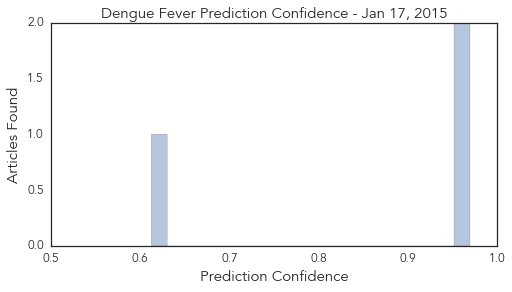 Dengue Fever Prediction Confidence - Jan 17, 2015
2.0
1.5
1.0
0.5
0.0
Articles Found
0.5 0.6 0.7 0.8 0.9 1.0
Prediction Confidence